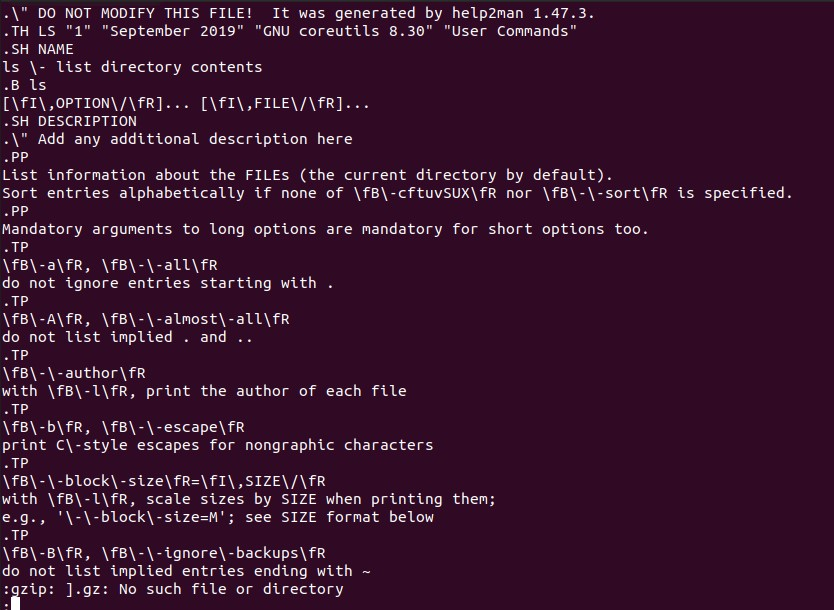 .\" DO NOT MODIFY THIS FILE!  It was generated by help2man 1.47.3.
.TH LS "1" "September 2019" "GNU coreutils 8.30" "User Commands"
.SH NAME
ls \- list directory contents
.B ls
[\fI\,OPTION\/\fR]... [\fI\,FILE\/\fR]...
.SH DESCRIPTION
.\" Add any additional description here
.PP
List information about the FILEs (the current directory by default).
Sort entries alphabetically if none of \fB\-cftuvSUX\fR nor \fB\-\-sort\fR is specified.
.PP
Mandatory arguments to long options are mandatory for short options too.
.TP
\fB\-a\fR, \fB\-\-all\fR
do not ignore entries starting with .
.TP
\fB\-A\fR, \fB\-\-almost\-all\fR
do not list implied . and ..
.TP
\fB\-\-author\fR
with \fB\-l\fR, print the author of each file
.TP
\fB\-b\fR, \fB\-\-escape\fR
print C\-style escapes for nongraphic characters
.TP
\fB\-\-block\-size\fR=\fI\,SIZE\/\fR
with \fB\-l\fR, scale sizes by SIZE when printing them;
e.g., '\-\-block\-size=M'; see SIZE format below
.TP
\fB\-B\fR, \fB\-\-ignore\-backups\fR
do not list implied entries ending with ~
:gzip: ].gz: No such file or directory
: